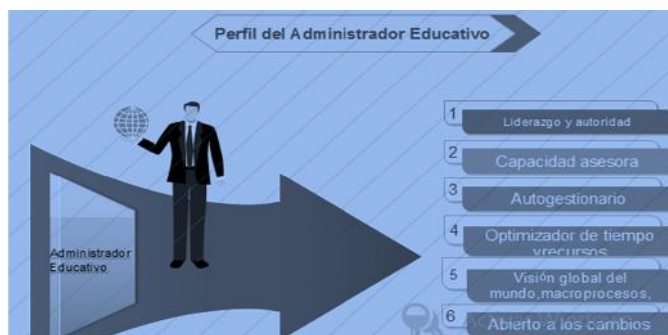 Perfil del Administrador Educativo
1
Liderazgo y autoridad
2
Capacidad asesora
3
Autogestionario
4
Optimizador de tiempo
yrecursos
5
Visión global del
mundo,macroprocesos,
6
Abierto a los cambios
Administrador
Educativo